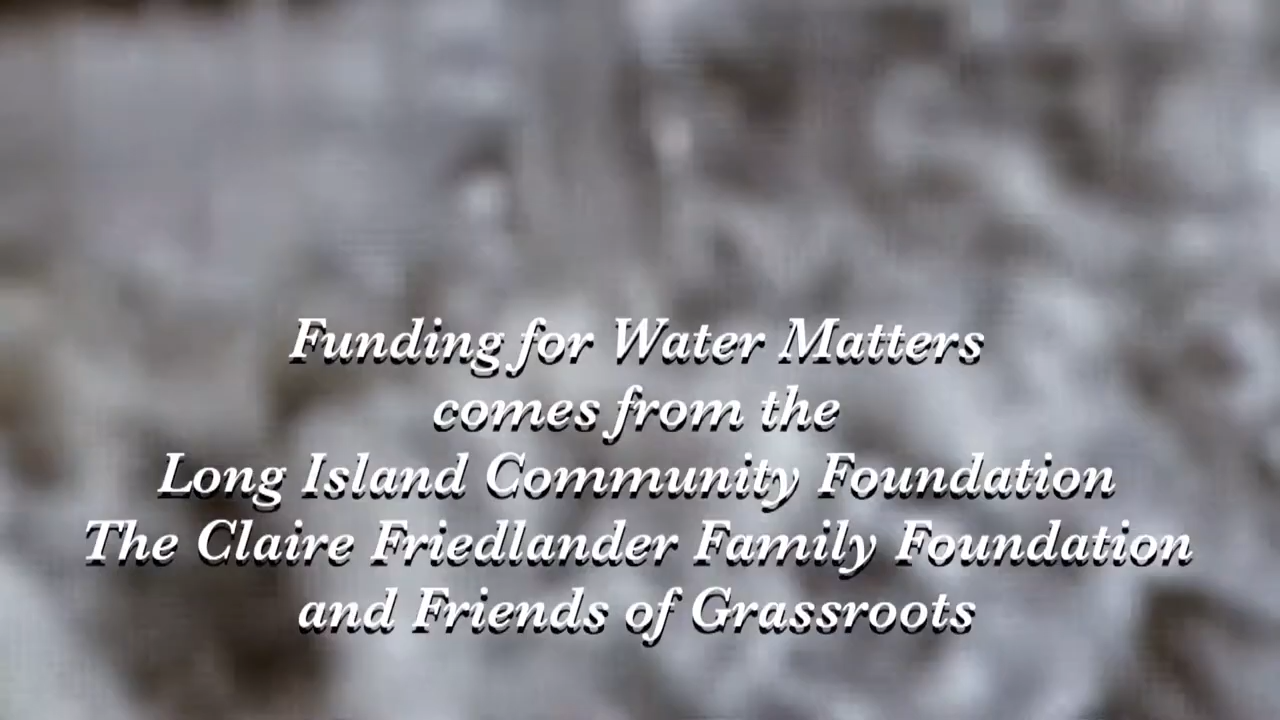 Funding for Water Matters
comes from the
Long Island Community Foundation
The Claire Friedlander Family Foundation
and Friends of Grassroots